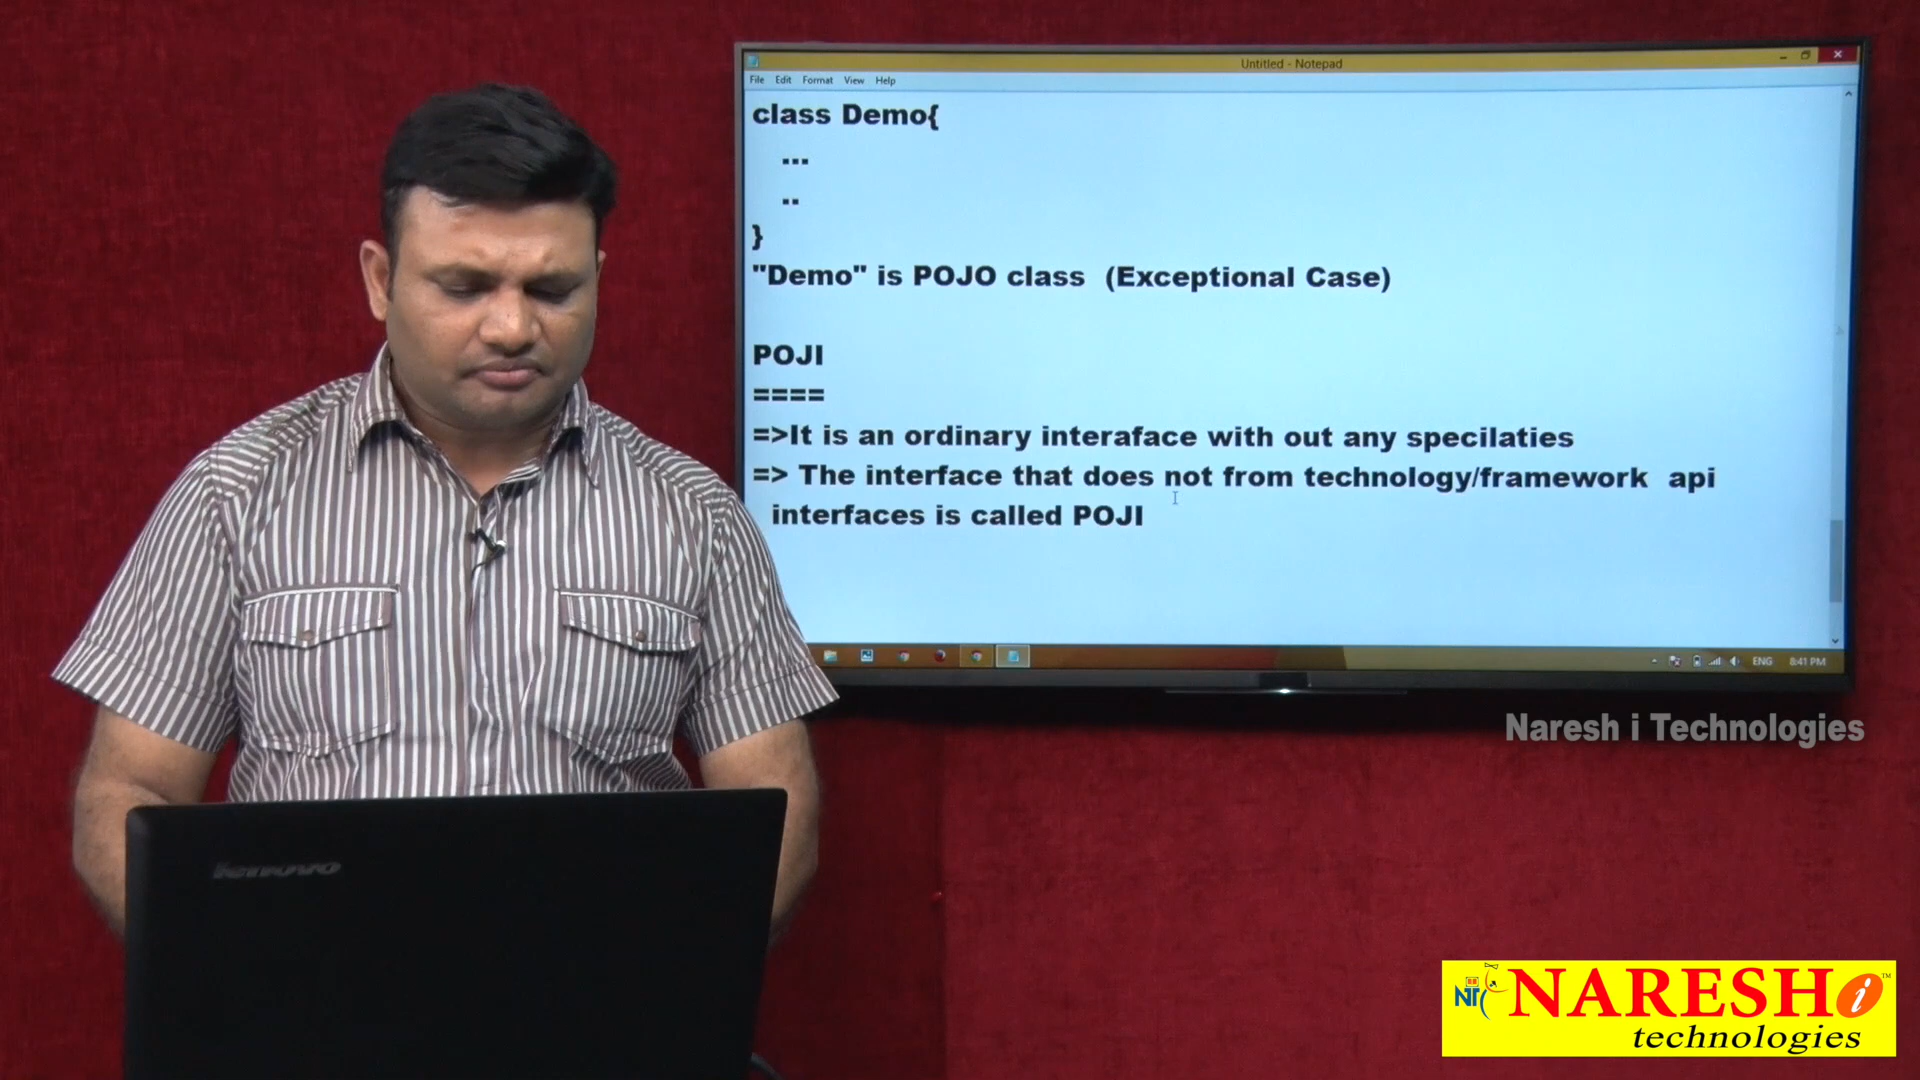 Untitled - Notepad
File Edit Format View Help
class Demo{
...
..
}
"Demo" is POJO class (Exceptional Case)
POJI
====
=>It is an ordinary interaface with out any specilaties
=> The interface that does not from technology/framework api
interfaces is called POJI
ENG 8:41 PM
Naresh i Technologies
lenovo
NARESH i ™
technologies